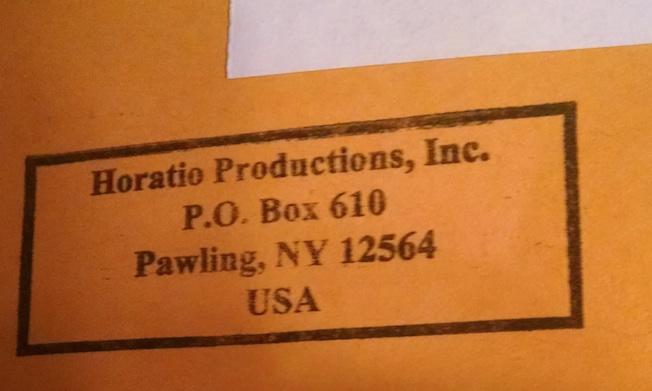 Horatio Productions, Inc.
P.O. Box 610
Pawling, NY 12564
USA